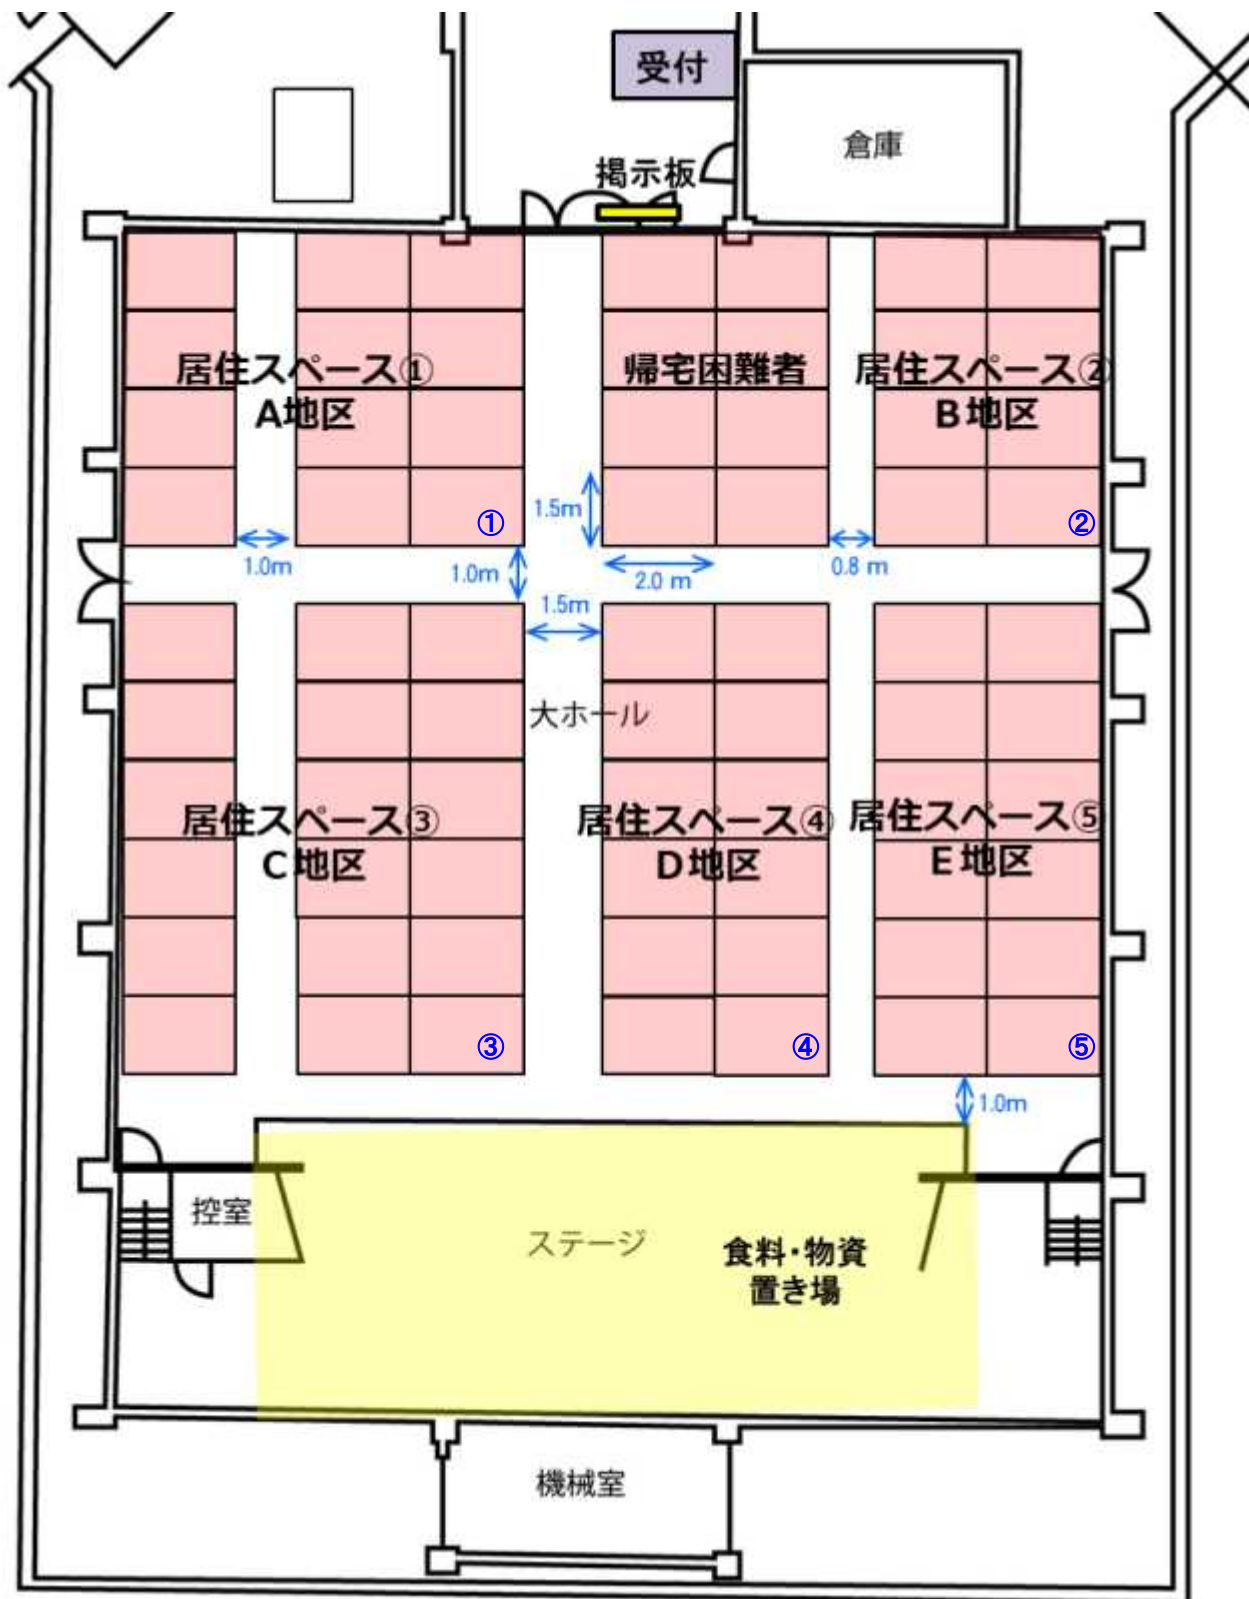 受付
倉庫
掲示板
居住スペース①
A地区
帰宅困難者
居住スペース②
B地区
1.5m
①
②
1.0m
1.0m
2.0 m
0.8 m
1.5m
大ホール
居住スペース③
C地区
居住スペース④
D地区
居住スペース⑤
E地区
③
④
⑤
1.0m
控室
ステージ
食料・物資
置き場
機械室